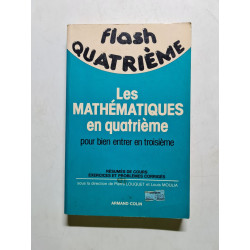 flash
QUATRIÈME
Les
MATHÉMATIQUES
en quatrième
pour bien entrer en troisième
RÉSUMÉS DE COURS
EXERCICES ET PROBLÈMES CORRIGÉS
sous la direction de Pierre LOUQUET et Louis
ARMAND COLIN